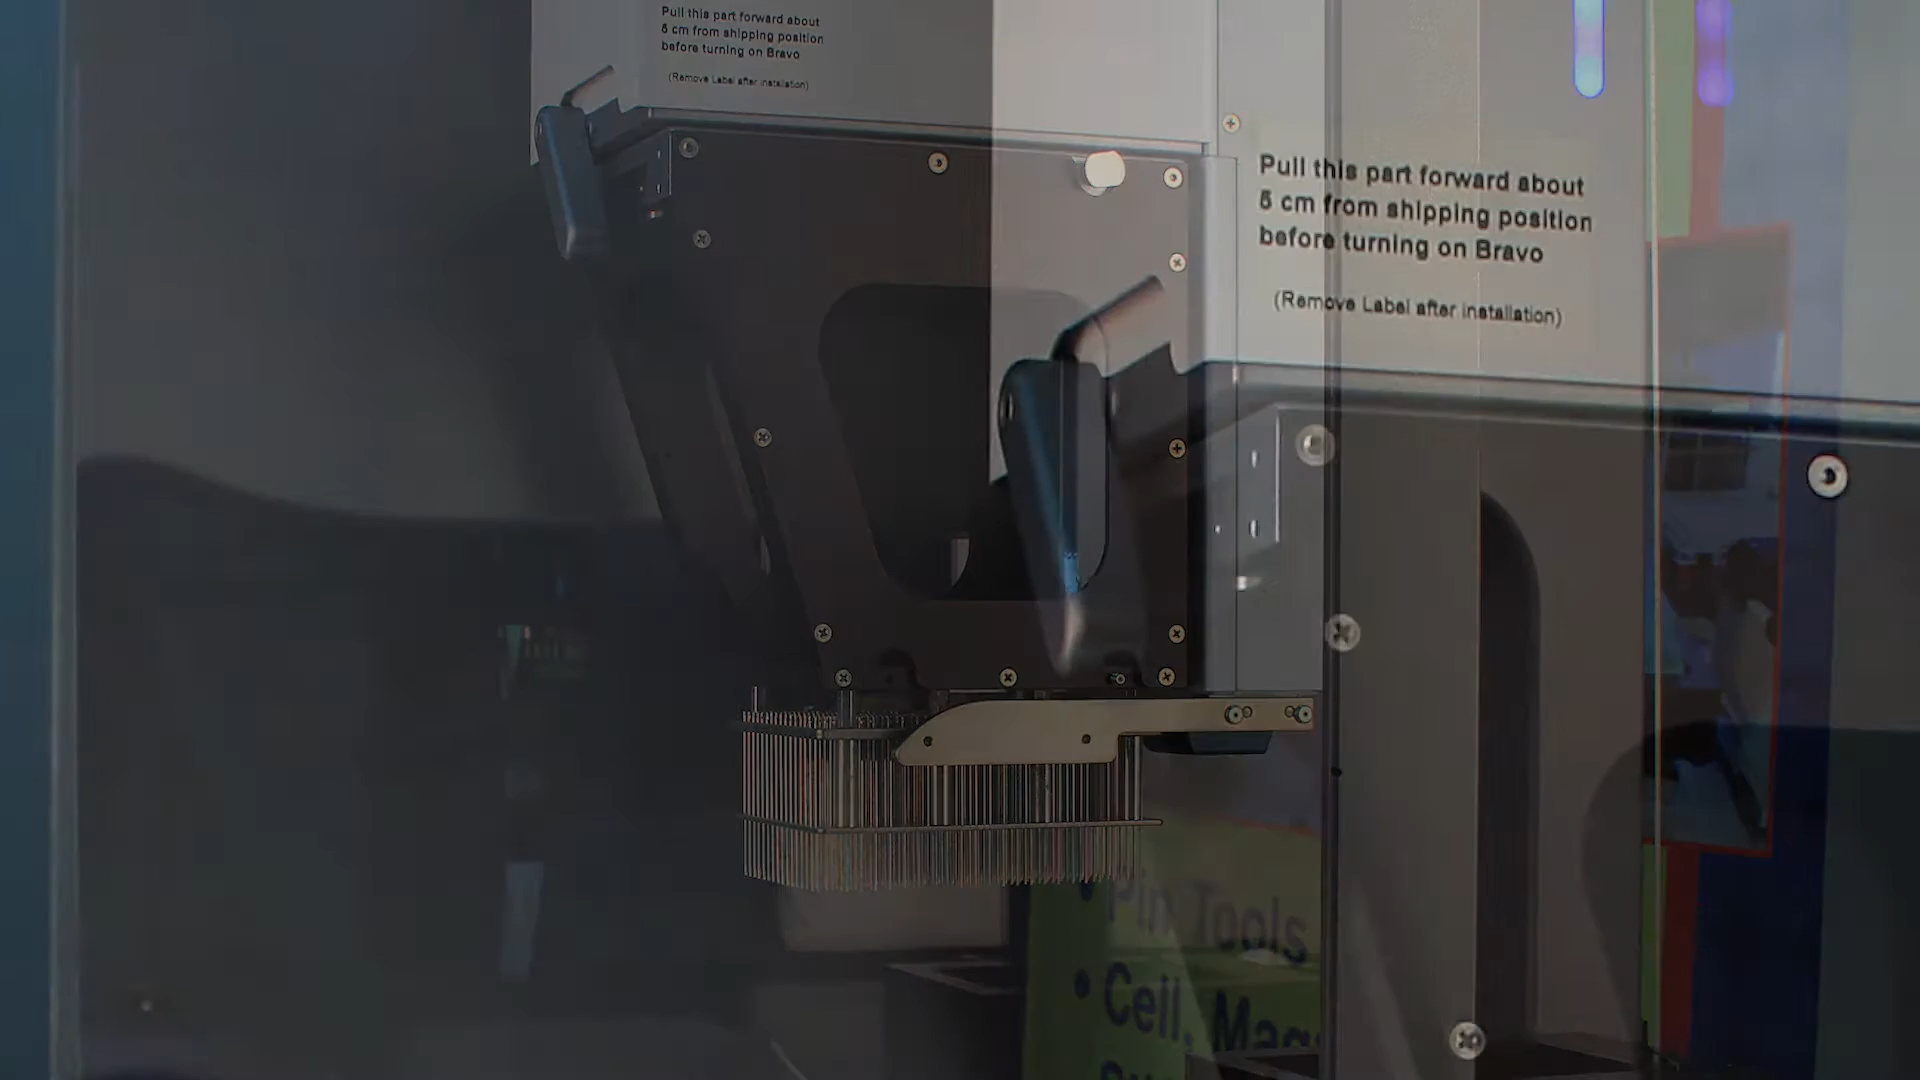 Pull this part forward about
5 cm from shipping position
before turning on Bravo
(Remove Label after installation)
Pull this part forward about
5 cm from shipping position
before turning on Bravo
(Remove Label after installation)
• Pin Tools
• Cell, Mag